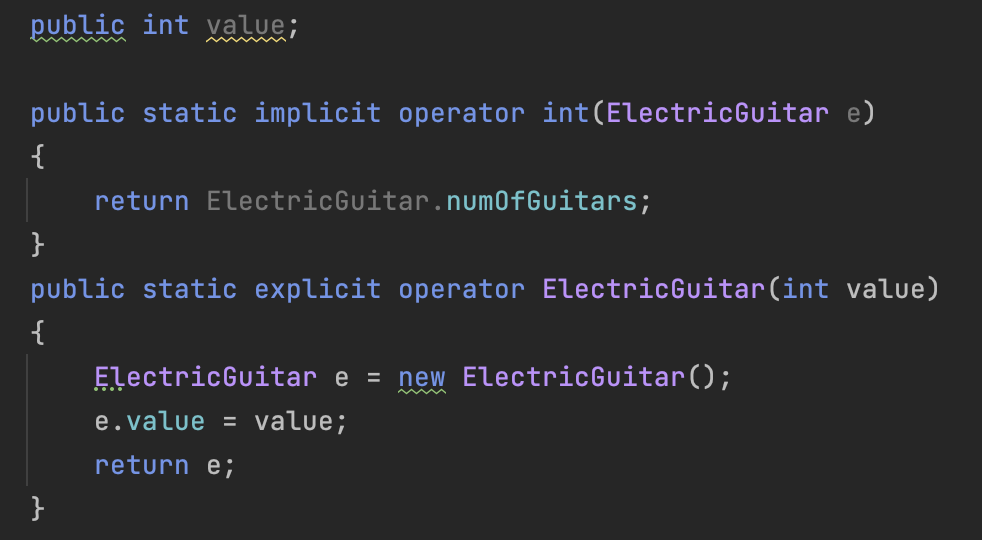 public int value;
public static implicit operator int(ElectricGuitar e)
{
return ElectricGuitar.numOfGuitars;
}
public static explicit operator ElectricGuitar(int value)
{
ElectricGuitar e = new ElectricGuitar();
e.value = value;
return e;
}